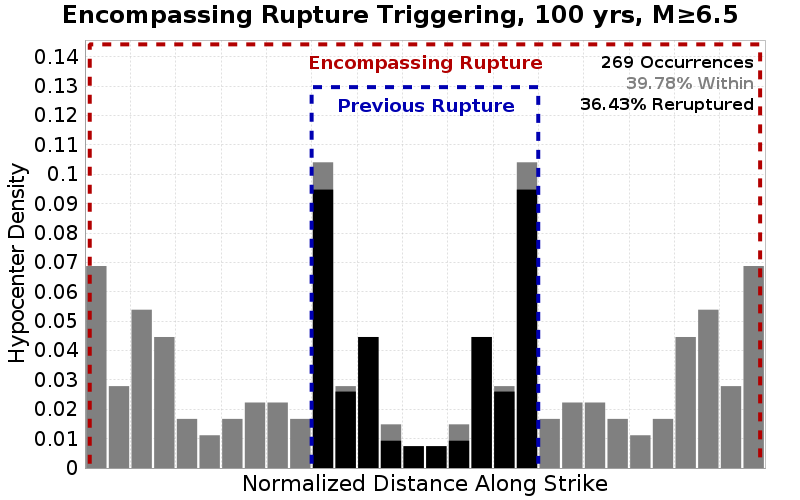 Encompassing Rupture Triggering, 100 yrs, M≥6.5
Encompassing Rupture
269 Occurrences
39.78% Within
Previous Rupture
36.43% Reruptured
Hypocenter Density
0.14
0.13
0.12
0.11
0.1
0.09
0.08
0.07
0.06
0.05
0.04
0.03
0.02
0.01
0
Normalized Distance Along Strike